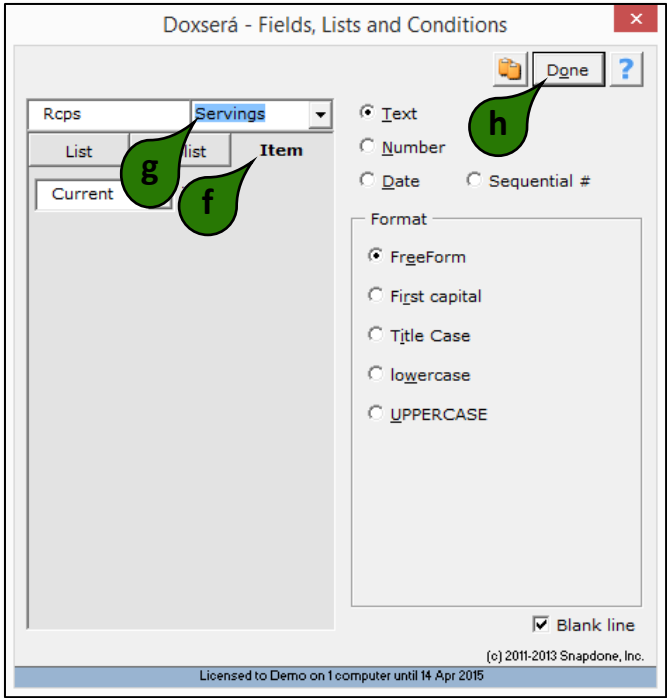 Doxserá - Fields, Lists and Conditions
×
Done
?
h
Rcps
Servings
List
list
Item
g
f
Current
Text
Number
Date
Sequential #
Format
FreeForm
First capital
Title Case
lowercase
UPPERCASE
Blank line
(c) 2011-2013 Snapdone, Inc.
Licensed to Demo on 1 computer until 14 Apr 2015